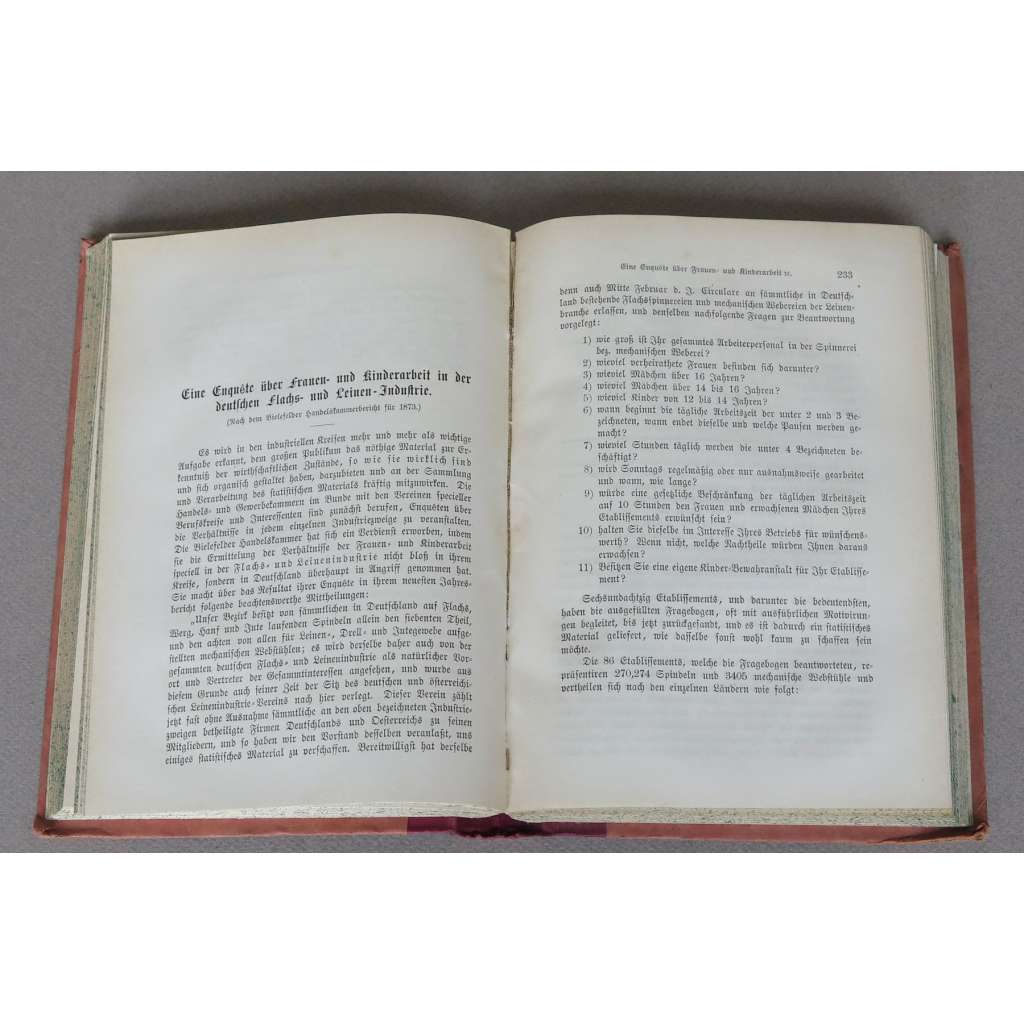 Eine Enquête über Frauen- und Kinderarbeit in der
deutschen Flachs- und Leinen-Industrie.
(Nach dem Bielefelder Handelskammerbericht für 1873.)
Es wird in den industriellen Kreisen mehr und mehr als wichtige
Aufgabe erkannt, dem großen Publikum das nöthige Material zur Er-
kenntniß der wirthschaftlichen Zustände, so wie sie wirklich sind
und sich organisch gestaltet haben, darzubieten und an der Sammlung
und Verarbeitung des statistischen Materials kräftig mitzuwirken. Die
Handels- und Gewerbekammern im Bunde mit den Vereinen specieller
Berufskreise und Interessenten sind zunächst berufen, Enquêten über
die Verhältnisse in jedem einzelnen Industriezweige zu veranstalten.
Die Bielefelder Handelskammer hat sich ein Verdienst erworben, indem
sie die Ermittelung der Verhältnisse der Frauen- und Kinderarbeit
speciell in der Flachs- und Leinenindustrie nicht bloß in ihrem
Kreise, sondern in Deutschland überhaupt in Angriff genommen hat.
Sie macht über das Resultat ihrer Enquête in ihrem neuesten Jahres-
bericht folgende beachtenswerthe Mittheilungen:
„Unser Bezirk besitzt von sämmtlichen in Deutschland auf Flachs,
Werg, Hanf und Jute laufenden Spindeln allein den siebenten Theil,
und den achten von allen für Leinen-, Drell- und Jutegewebe aufge-
stellten mechanischen Webstühlen; es wird derselbe daher auch von der
gesammten deutschen Flachs- und Leinenindustrie als natürlicher Vor-
ort und Vertreter der Gesammtinteressen angesehen, und wurde aus
diesem Grunde auch seiner Zeit der Sitz des deutschen und österreichi-
schen Leinenindustrie-Vereins nach hier verlegt. Dieser Verein zählt
jetzt fast ohne Ausnahme sämmtliche an den oben bezeichneten Industrie-
zweigen betheiligte Firmen Deutschlands und Oesterreichs zu seinen
Mitgliedern, und so haben wir den Vorstand desselben veranlaßt, uns
einiges statistisches Material zu verschaffen. Bereitwilligst hat derselbe
Eine Enquête über Frauen- und Kinderarbeit ꝛc. 233
denn auch Mitte Februar d. J. Circulare an sämmtliche in Deutsch-
land bestehende Flachsspinnereien und mechanischen Webereien der Leinen-
branche erlassen, und denselben nachfolgende Fragen zur Beantwortung
vorgelegt:
1) wie groß ist Ihr gesammtes Arbeiterpersonal in der Spinnerei
bez. mechanischen Weberei?
2) wieviel verheirathete Frauen befinden sich darunter?
3) wieviel Mädchen über 16 Jahren?
4) wieviel Mädchen über 14 bis 16 Jahren?
5) wieviel Kinder von 12 bis 14 Jahren?
6) wann beginnt die tägliche Arbeitszeit der unter 2 und 3 Be-
zeichneten, wann endet dieselbe und welche Pausen werden ge-
macht?
7) wieviel Stunden täglich werden die unter 4 Bezeichneten be-
schäftigt?
8) wird Sonntags regelmäßig oder nur ausnahmsweise gearbeitet
und wann, wie lange?
9) würde eine gesetzliche Beschränkung der täglichen Arbeitszeit
auf 10 Stunden den Frauen und erwachsenen Mädchen Ihres
Etablissements erwünscht sein?
10) halten Sie dieselbe im Interesse Ihres Betriebs für wünschens-
werth? Wenn nicht, welche Nachtheile würden Ihnen daraus
erwachsen?
11) Besitzen Sie eine eigene Kinder-Bewahranstalt für Ihr Etablisse-
ment?
Sechsundachtzig Etablissements, und darunter die bedeutendsten,
haben die ausgefüllten Fragebogen, oft mit ausführlichen Motivirun-
gen begleitet, bis jetzt zurückgesandt, und es ist dadurch ein statistisches
Material geliefert, wie dasselbe sonst wohl kaum zu schaffen sein
möchte.
Die 86 Etablissements, welche die Fragebogen beantworteten, re-
präsentiren 270,274 Spindeln und 3405 mechanische Webstühle und
vertheilen sich nach den einzelnen Ländern wie folgt: